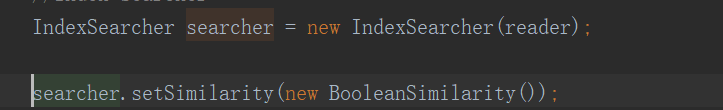 IndexSearcher searcher = new IndexSearcher(reader);
searcher.setSimilarity(new BooleanSimilarity());